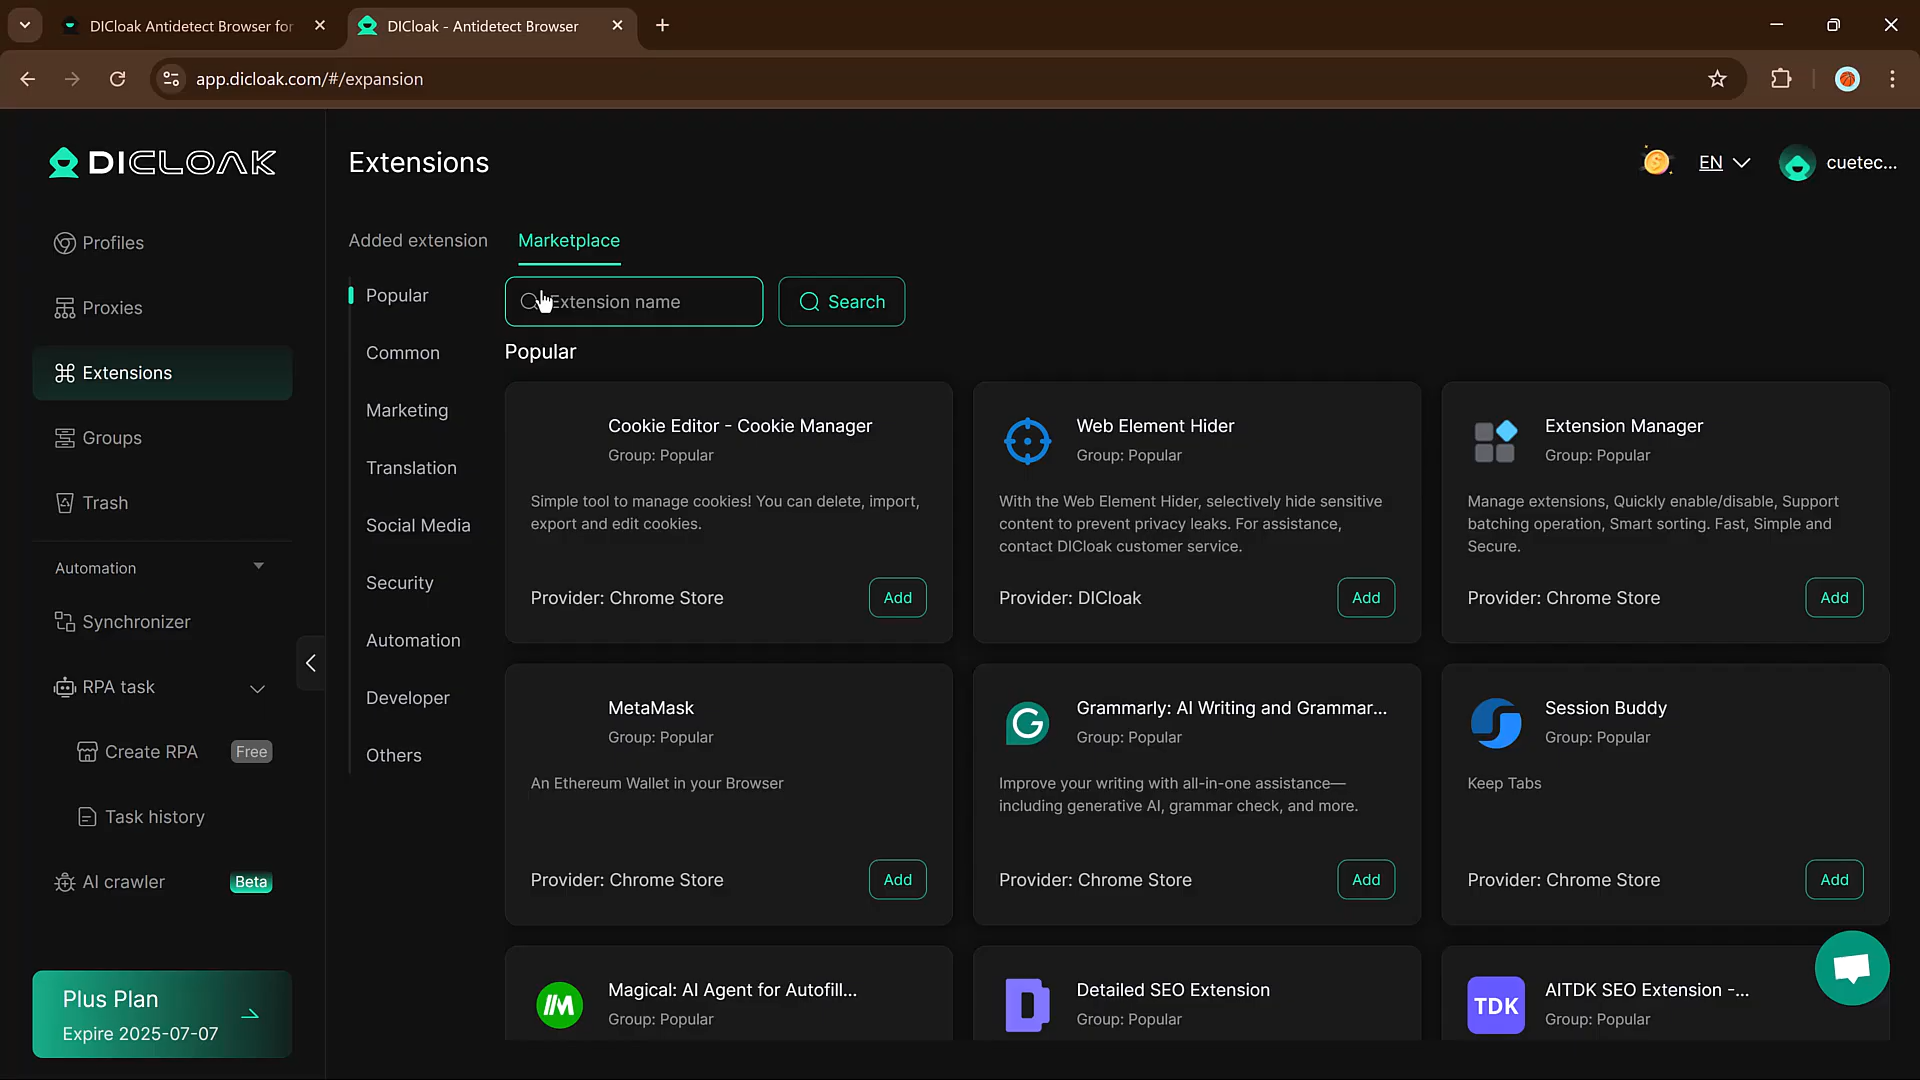 DICloak Antidetect Browser for
DICloak - Antidetect Browser
app.dicloak.com/#/expansion
DICLOAK
Extensions
EN
cuetec...
Added extension
Marketplace
Profiles
Proxies
Extensions
Groups
Trash
Automation
Synchronizer
RPA task
Create RPA
Free
Task history
AI crawler
Beta
Plus Plan
Expire 2025-07-07
Popular
Common
Marketing
Translation
Social Media
Security
Automation
Developer
Others
Extension name
Search
Popular
Cookie Editor - Cookie Manager
Group: Popular
Simple tool to manage cookies! You can delete, import,
export and edit cookies.
Provider: Chrome Store
Add
Web Element Hider
Group: Popular
With the Web Element Hider, selectively hide sensitive
content to prevent privacy leaks. For assistance,
contact DICloak customer service.
Provider: DICloak
Add
Extension Manager
Group: Popular
Manage extensions, Quickly enable/disable, Support
batching operation, Smart sorting. Fast, Simple and
Secure.
Provider: Chrome Store
Add
MetaMask
Group: Popular
An Ethereum Wallet in your Browser
Provider: Chrome Store
Add
Grammarly: AI Writing and Grammar...
Group: Popular
Improve your writing with all-in-one assistance—
including generative AI, grammar check, and more.
Provider: Chrome Store
Add
Session Buddy
Group: Popular
Keep Tabs
Provider: Chrome Store
Add
Magical: AI Agent for Autofill...
Group: Popular
Detailed SEO Extension
Group: Popular
TDK
AITDK SEO Extension -...
Group: Popular